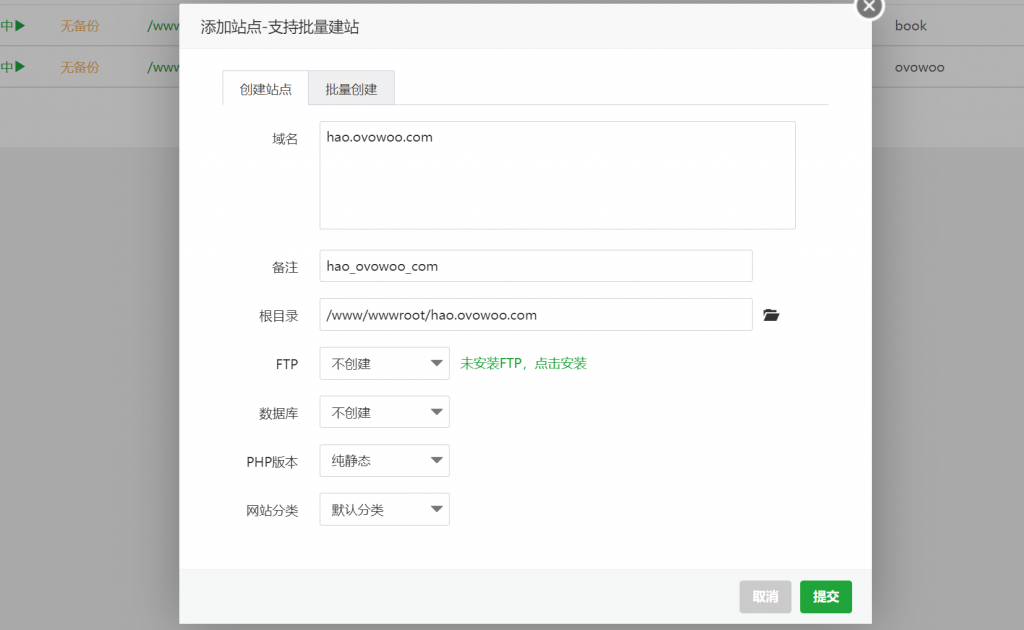 添加站点-支持批量建站
中 无备份 /www book
中 无备份 /www ovowoo
创建站点 批量创建
域名 hao.ovowoo.com
备注 hao_ovowoo_com
根目录 /www/wwwroot/hao.ovowoo.com
FTP 不创建 未安装FTP，点击安装
数据库 不创建
PHP版本 纯静态
网站分类 默认分类
取消 提交